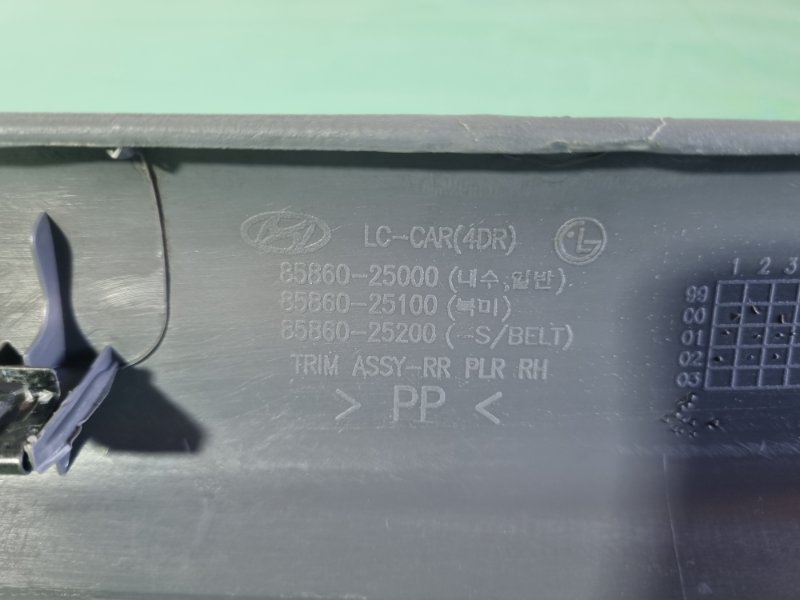 LC-CAR(4DR)
85860-25000 (내수,일반)
85860-25100 (북미)
85860-25200 (-S/BELT)
TRIM ASSY-RR PLR RH
> PP <
1 2 3
99
00
01
02
03